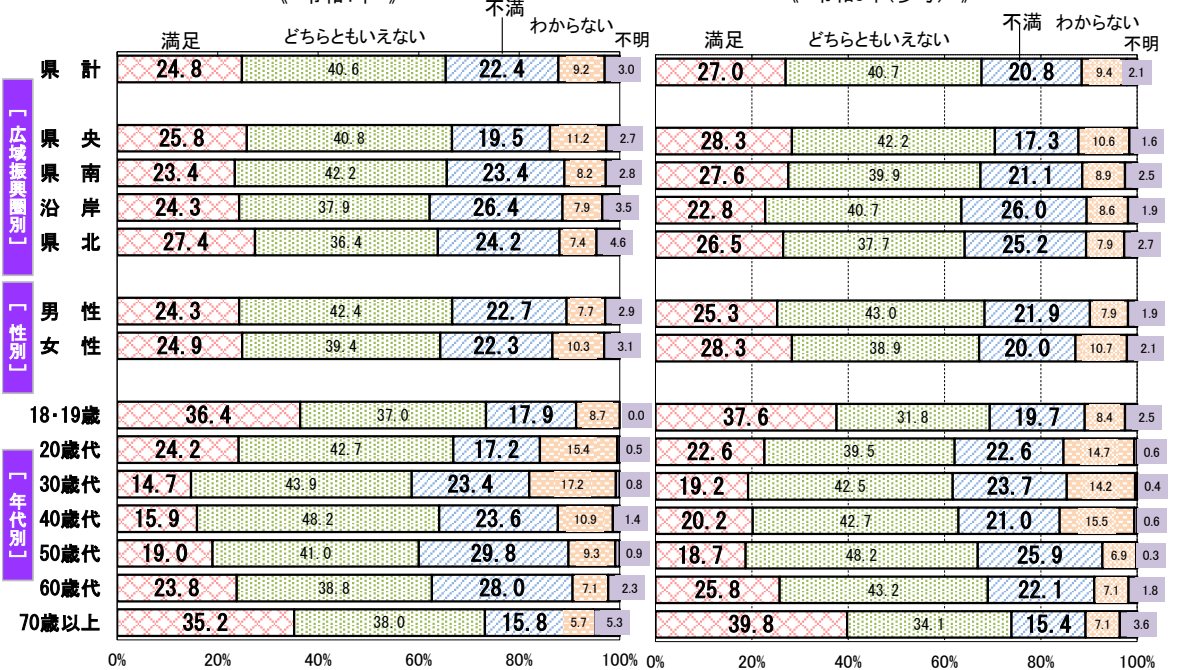 不満
わからない
満足 どちらともいえない 不明
県 計 24.8 40.6 22.4 9.2 3.0
[広域振興圏別]
県 央 25.8 40.8 19.5 11.2 2.7
県 南 23.4 42.2 23.4 8.2 2.8
沿 岸 24.3 37.9 26.4 7.9 3.5
県 北 27.4 36.4 24.2 7.4 4.6
[性別]
男 性 24.3 42.4 22.7 7.7 2.9
女 性 24.9 39.4 22.3 10.3 3.1
[年代別]
18・19歳 36.4 37.0 17.9 8.7 0.0
20歳代 24.2 42.7 17.2 15.4 0.5
30歳代 14.7 43.9 23.4 17.2 0.8
40歳代 15.9 48.2 23.6 10.9 1.4
50歳代 19.0 41.0 29.8 9.3 0.9
60歳代 23.8 38.8 28.0 7.1 2.3
70歳以上 35.2 38.0 15.8 5.7 5.3
0% 20% 40% 60% 80% 100%
不満 わからない
満足 どちらともいえない 不明
27.0 40.7 20.8 9.4 2.1
28.3 42.2 17.3 10.6 1.6
27.6 39.9 21.1 8.9 2.5
22.8 40.7 26.0 8.6 1.9
26.5 37.7 25.2 7.9 2.7
25.3 43.0 21.9 7.9 1.9
28.3 38.9 20.0 10.7 2.1
37.6 31.8 19.7 8.4 2.5
22.6 39.5 22.6 14.7 0.6
19.2 42.5 23.7 14.2 0.4
20.2 42.7 21.0 15.5 0.6
18.7 48.2 25.9 6.9 0.3
25.8 43.2 22.1 7.1 1.8
39.8 34.1 15.4 7.1 3.6
0% 20% 40% 60% 80% 100%